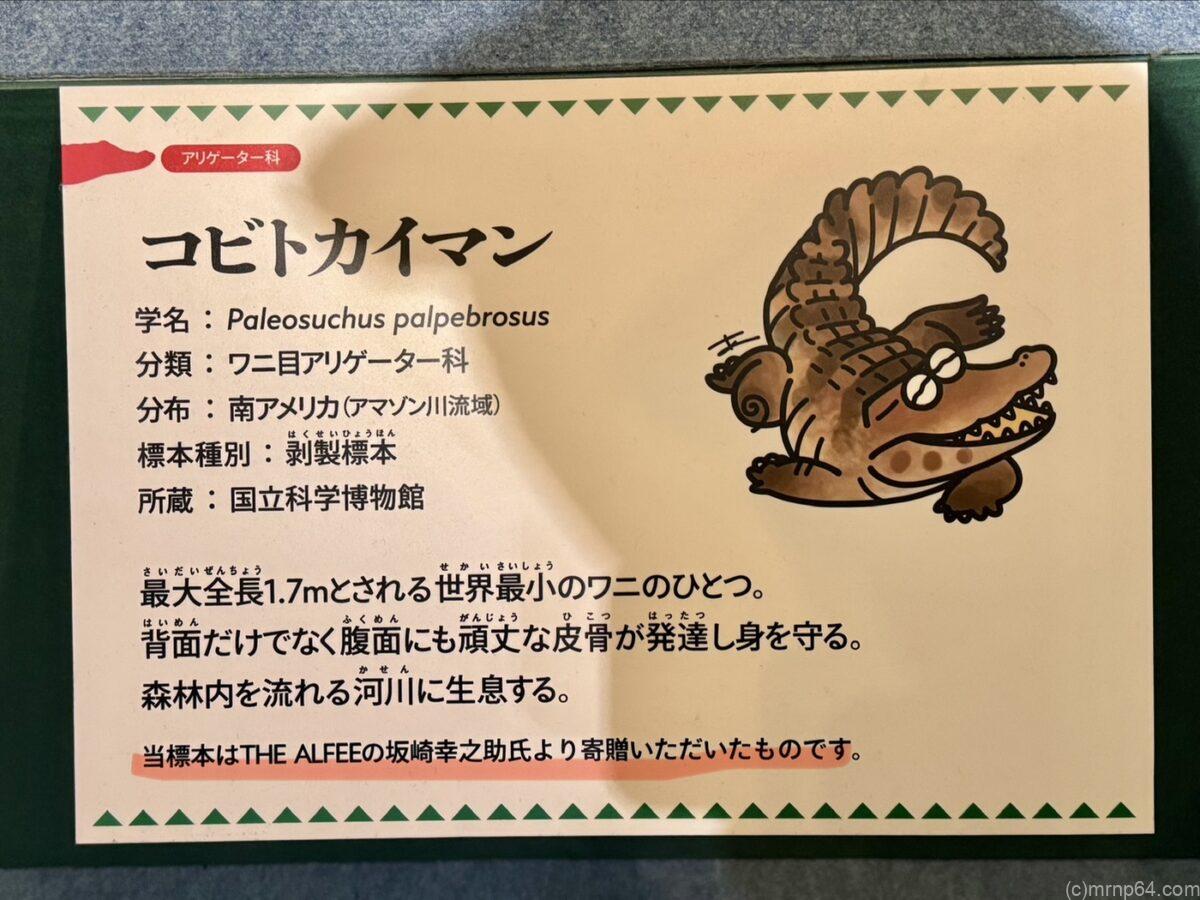 アリゲーター科
コビトカイマン
学名：Paleosuchus palpebrosus
分類：ワニ目アリゲーター科
分布：南アメリカ（アマゾン川流域）
はくせいひょうほん
標本種別：剥製標本
所蔵：国立科学博物館
さいだいぜんちょう せかいさいしょう
最大全長1.7mとされる世界最小のワニのひとつ。
はいめん ふくめん がんじょう ひこつ はったつ
背面だけでなく腹面にも頑丈な皮骨が発達し身を守る。
かせん
森林内を流れる河川に生息する。
当標本はTHE ALFEEの坂崎幸之助氏より寄贈いただいたものです。
(c)mrnp64.com